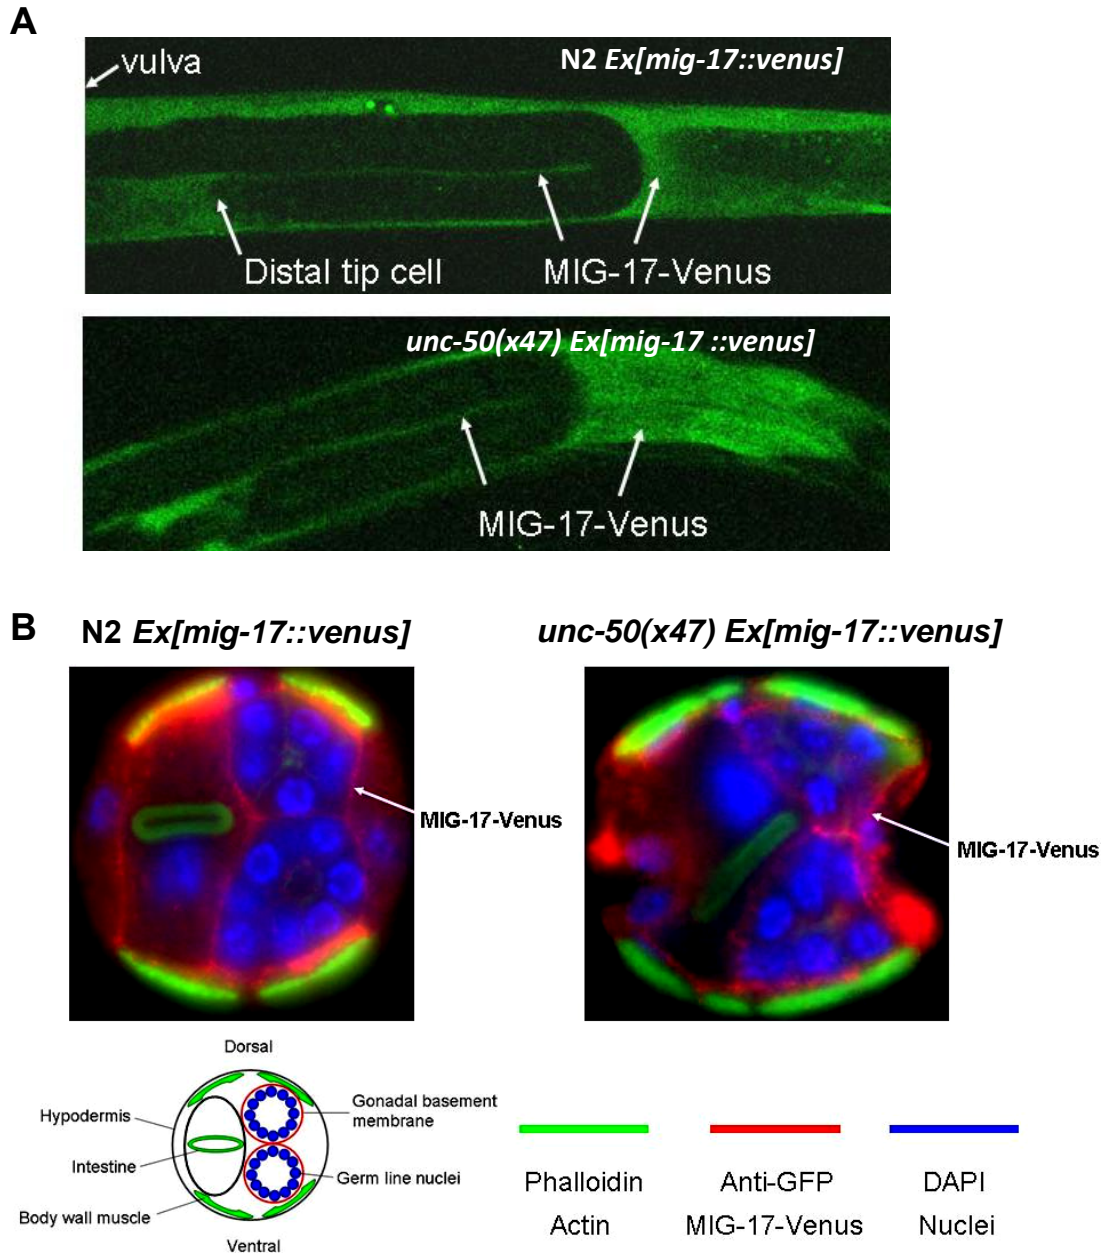 A
vulva
N2 Ex[mig-17::venus]
Distal tip cell
MIG-17-Venus
unc-50(x47) Ex[mig-17 ::venus]
MIG-17-Venus
B
N2 Ex[mig-17::venus]
unc-50(x47) Ex[mig-17::venus]
MIG-17-Venus
MIG-17-Venus
Dorsal
Hypodermis
Gonadal basement
membrane
Intestine
Germ line nuclei
Body wall muscle
Ventral
Phalloidin
Actin
Anti-GFP
MIG-17-Venus
DAPI
Nuclei